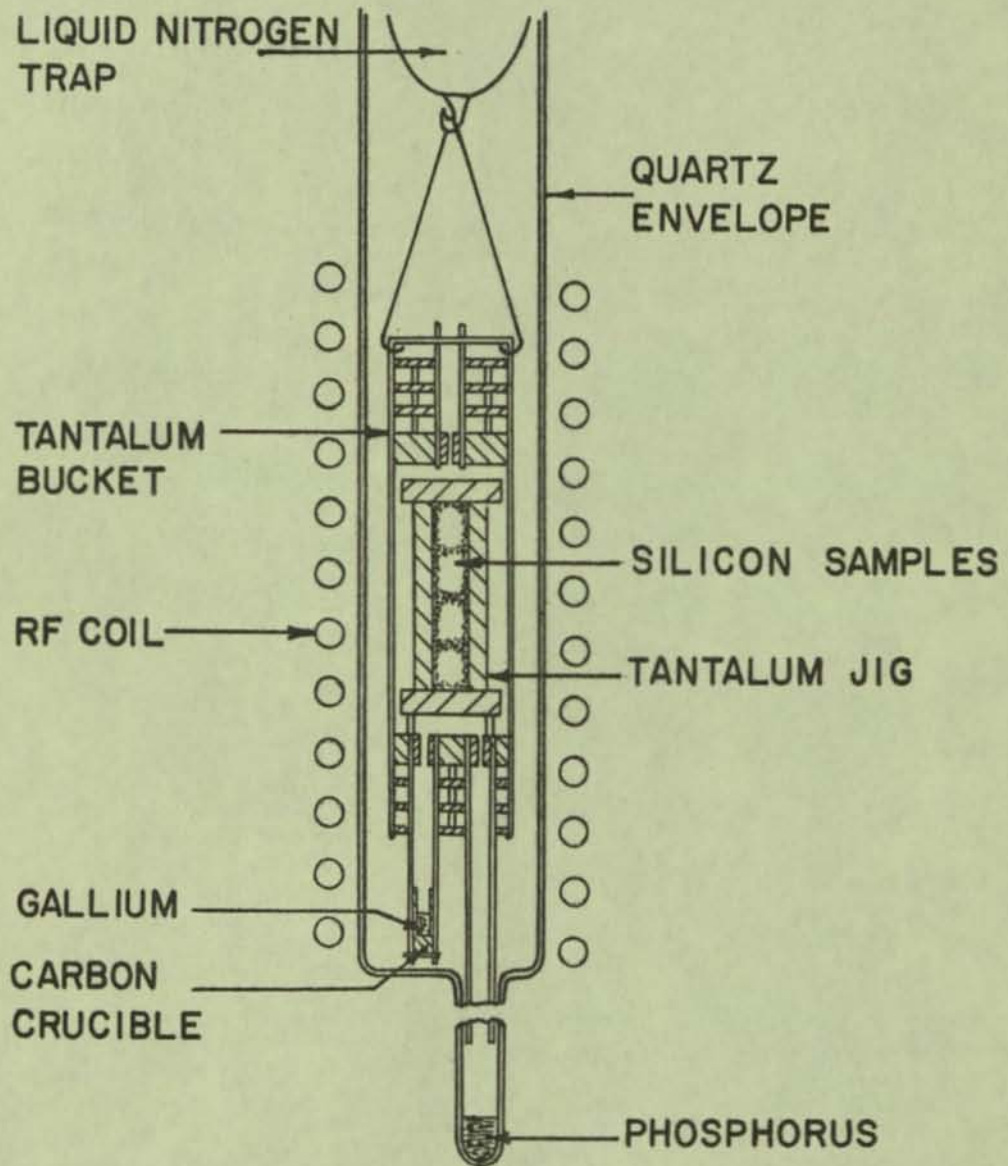 LIQUID NITROGEN
TRAP
QUARTZ
ENVELOPE
TANTALUM
BUCKET
SILICON SAMPLES
RF COIL
TANTALUM JIG
GALLIUM
CARBON
CRUCIBLE
PHOSPHORUS